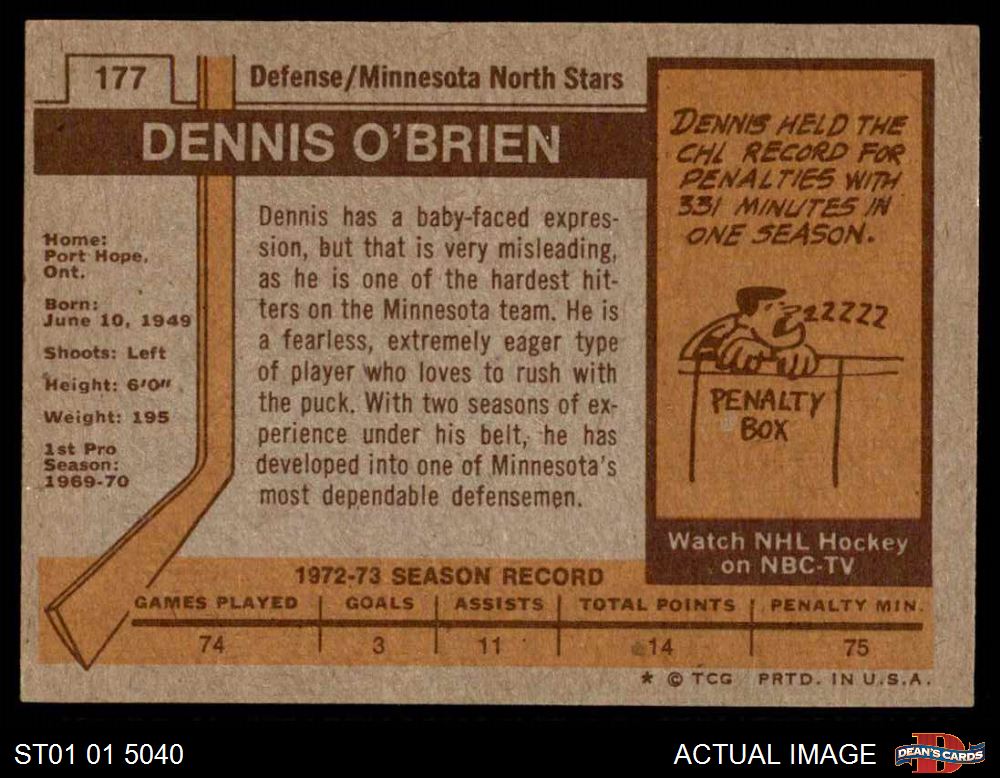 177
Defense/Minnesota North Stars
DENNIS O'BRIEN
Home:
Port Hope,
Ont.
Born:
June 10, 1949
Shoots: Left
Height: 6'0"
Weight: 195
1st Pro
Season:
1969-70
Dennis has a baby-faced expres-
sion, but that is very misleading,
as he is one of the hardest hit-
ters on the Minnesota team. He is
a fearless, extremely eager type
of player who loves to rush with
the puck. With two seasons of ex-
perience under his belt, he has
developed into one of Minnesota's
most dependable defensemen.
DENNIS HELD THE
CHL RECORD FOR
PENALTIES WITH
331 MINUTES IN
ONE SEASON.
ZZZZZZ
PENALTY
BOX
Watch NHL Hockey
on NBC-TV
1972-73 SEASON RECORD
GAMES PLAYED GOALS ASSISTS TOTAL POINTS PENALTY MIN.
74 3 11 14 75
* © TCG PRTD. IN U.S.A.
ST01 01 5040
ACTUAL IMAGE
D
DEAN'S CARDS